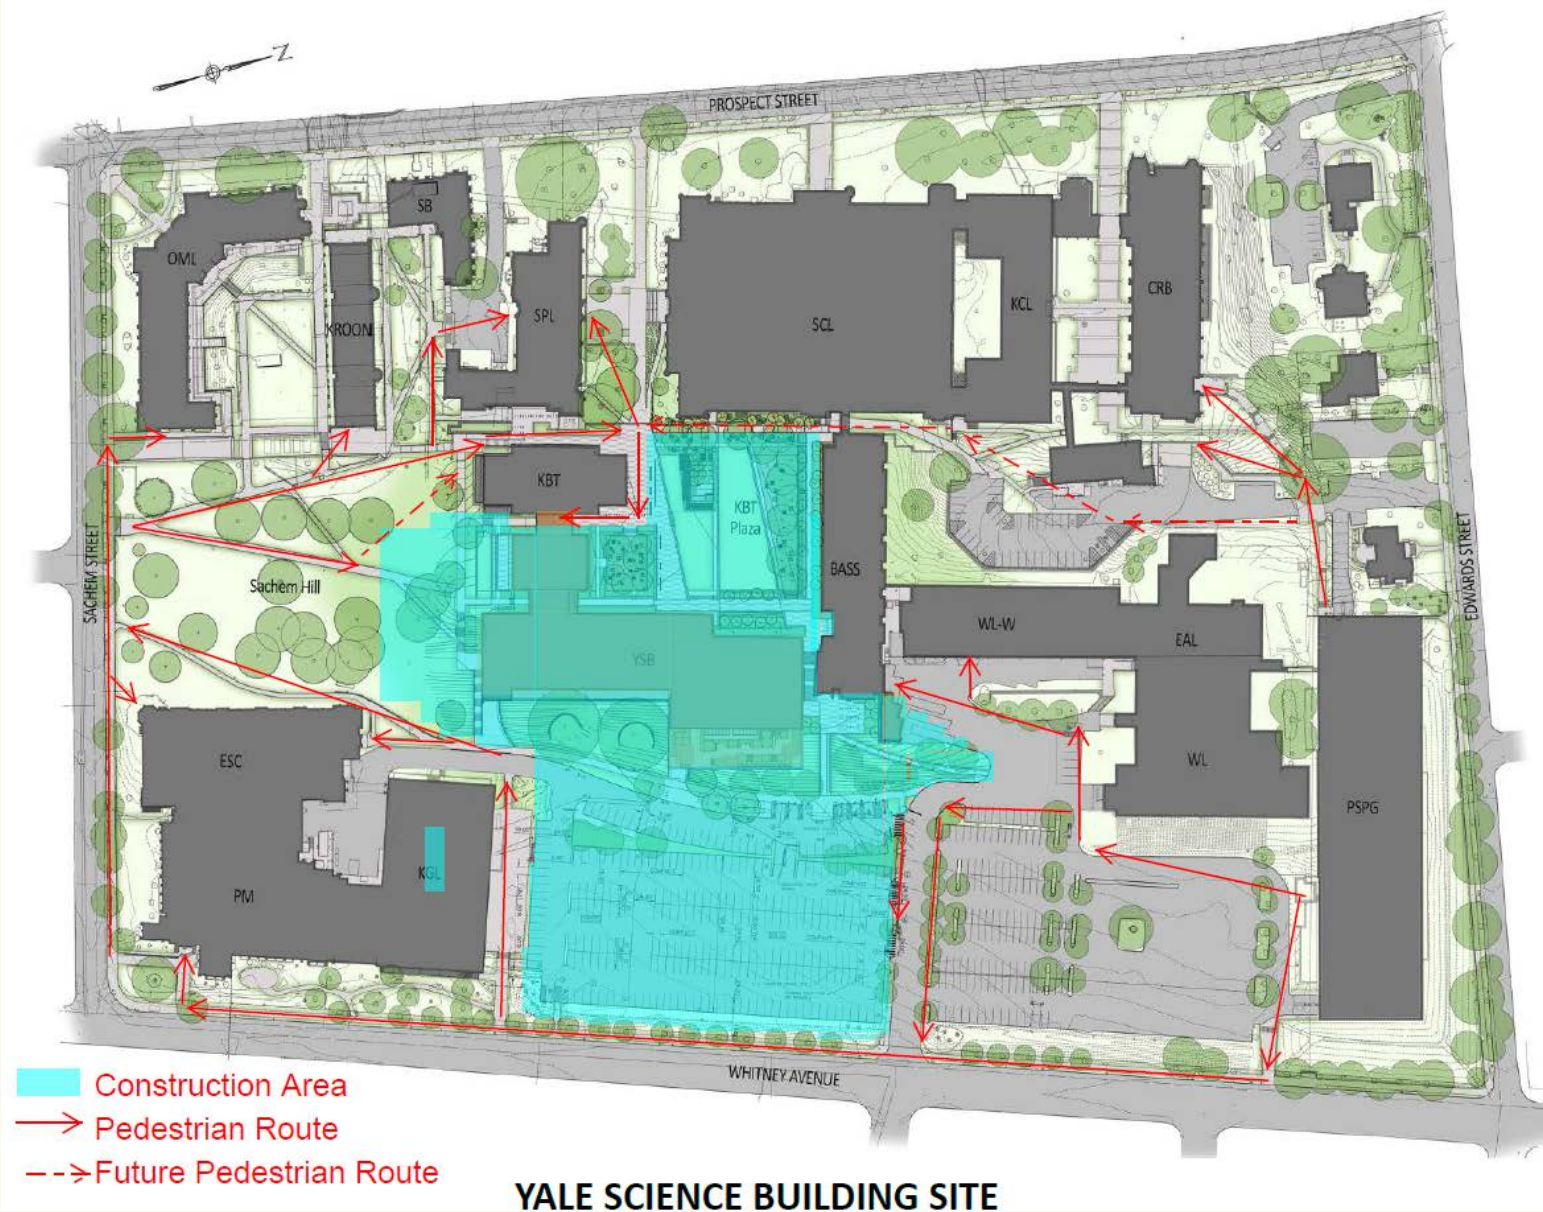 Z
PROSPECT STREET
SB
OML
KROON
SPL
SCL
KCL
CRB
KBT
KBT
Plaza
SACHEM STREET
Sachem Hill
BASS
EDWARDS STREET
WL-W
EAL
YSB
ESC
WL
PSPG
KGL
PM
WHITNEY AVENUE
Construction Area
Pedestrian Route
Future Pedestrian Route
YALE SCIENCE BUILDING SITE